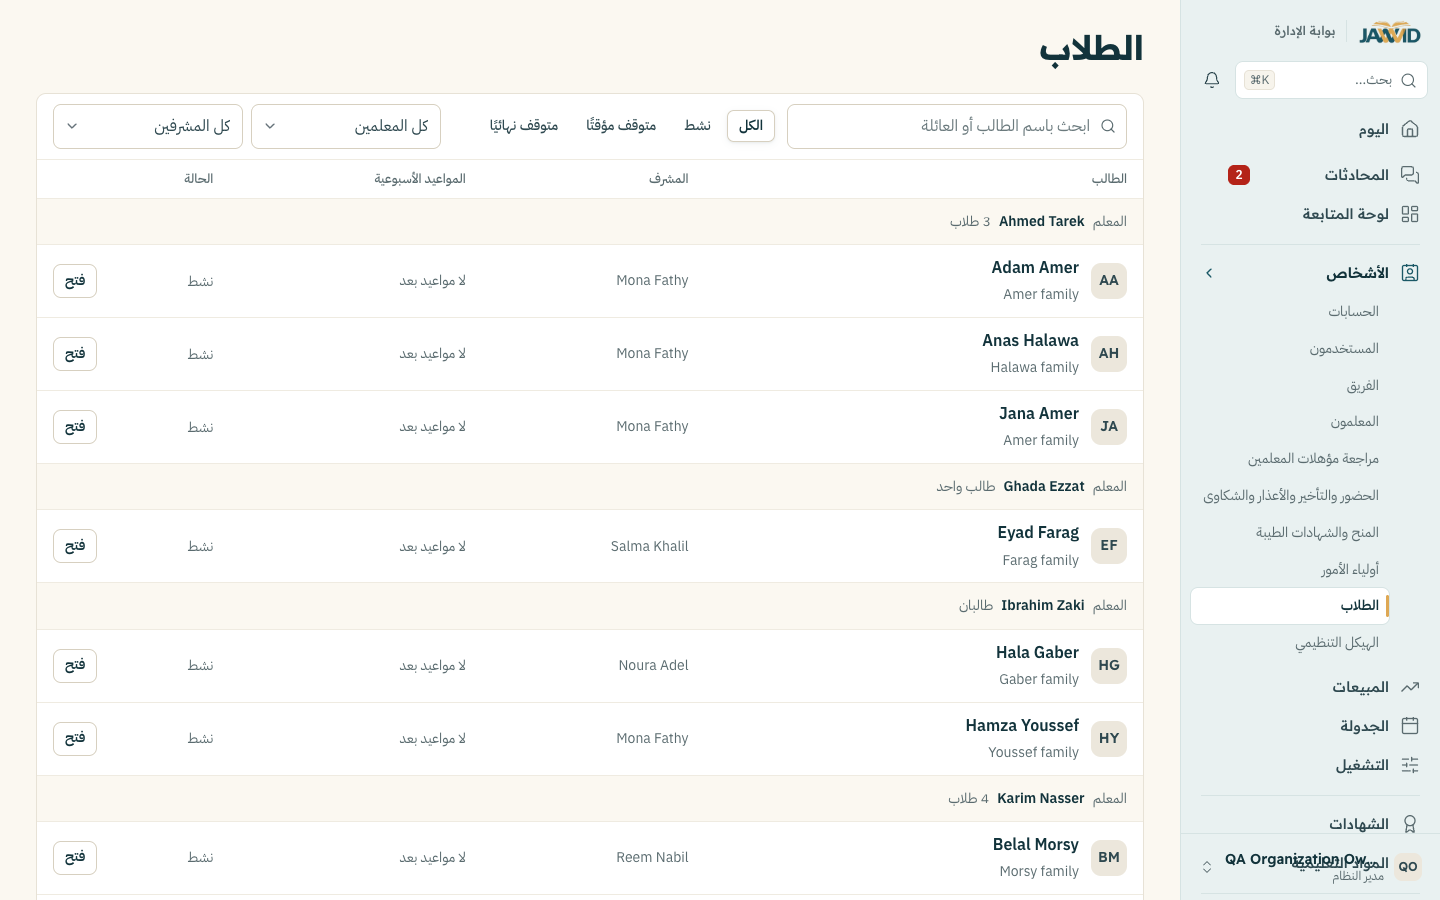 JAWID
بوابة الإدارة
بحث...
⌘K
اليوم
المحادثات
2
لوحة المتابعة
الأشخاص
الحسابات
المستخدمون
الفريق
المعلمون
مراجعة مؤهلات المعلمين
الحضور والتأخير والأعذار والشكاوى
المنح والشهادات الطيبة
أولياء الأمور
الطلاب
الهيكل التنظيمي
المبيعات
الجدولة
التشغيل
الشهادات
المواد التعليمية
QO
QA Organization Ow...
مدير النظام
الطلاب
ابحث باسم الطالب أو العائلة
الكل
نشط
متوقف مؤقتًا
متوقف نهائيًا
كل المعلمين
كل المشرفين
الطالب المشرف المواعيد الأسبوعية الحالة
المعلم Ahmed Tarek 3 طلاب
AA
Adam Amer
Amer family
Mona Fathy
لا مواعيد بعد
نشط
فتح
AH
Anas Halawa
Halawa family
Mona Fathy
لا مواعيد بعد
نشط
فتح
JA
Jana Amer
Amer family
Mona Fathy
لا مواعيد بعد
نشط
فتح
المعلم Ghada Ezzat طالب واحد
EF
Eyad Farag
Farag family
Salma Khalil
لا مواعيد بعد
نشط
فتح
المعلم Ibrahim Zaki طالبان
HG
Hala Gaber
Gaber family
Noura Adel
لا مواعيد بعد
نشط
فتح
HY
Hamza Youssef
Youssef family
Mona Fathy
لا مواعيد بعد
نشط
فتح
المعلم Karim Nasser 4 طلاب
BM
Belal Morsy
Morsy family
Reem Nabil
لا مواعيد بعد
نشط
فتح